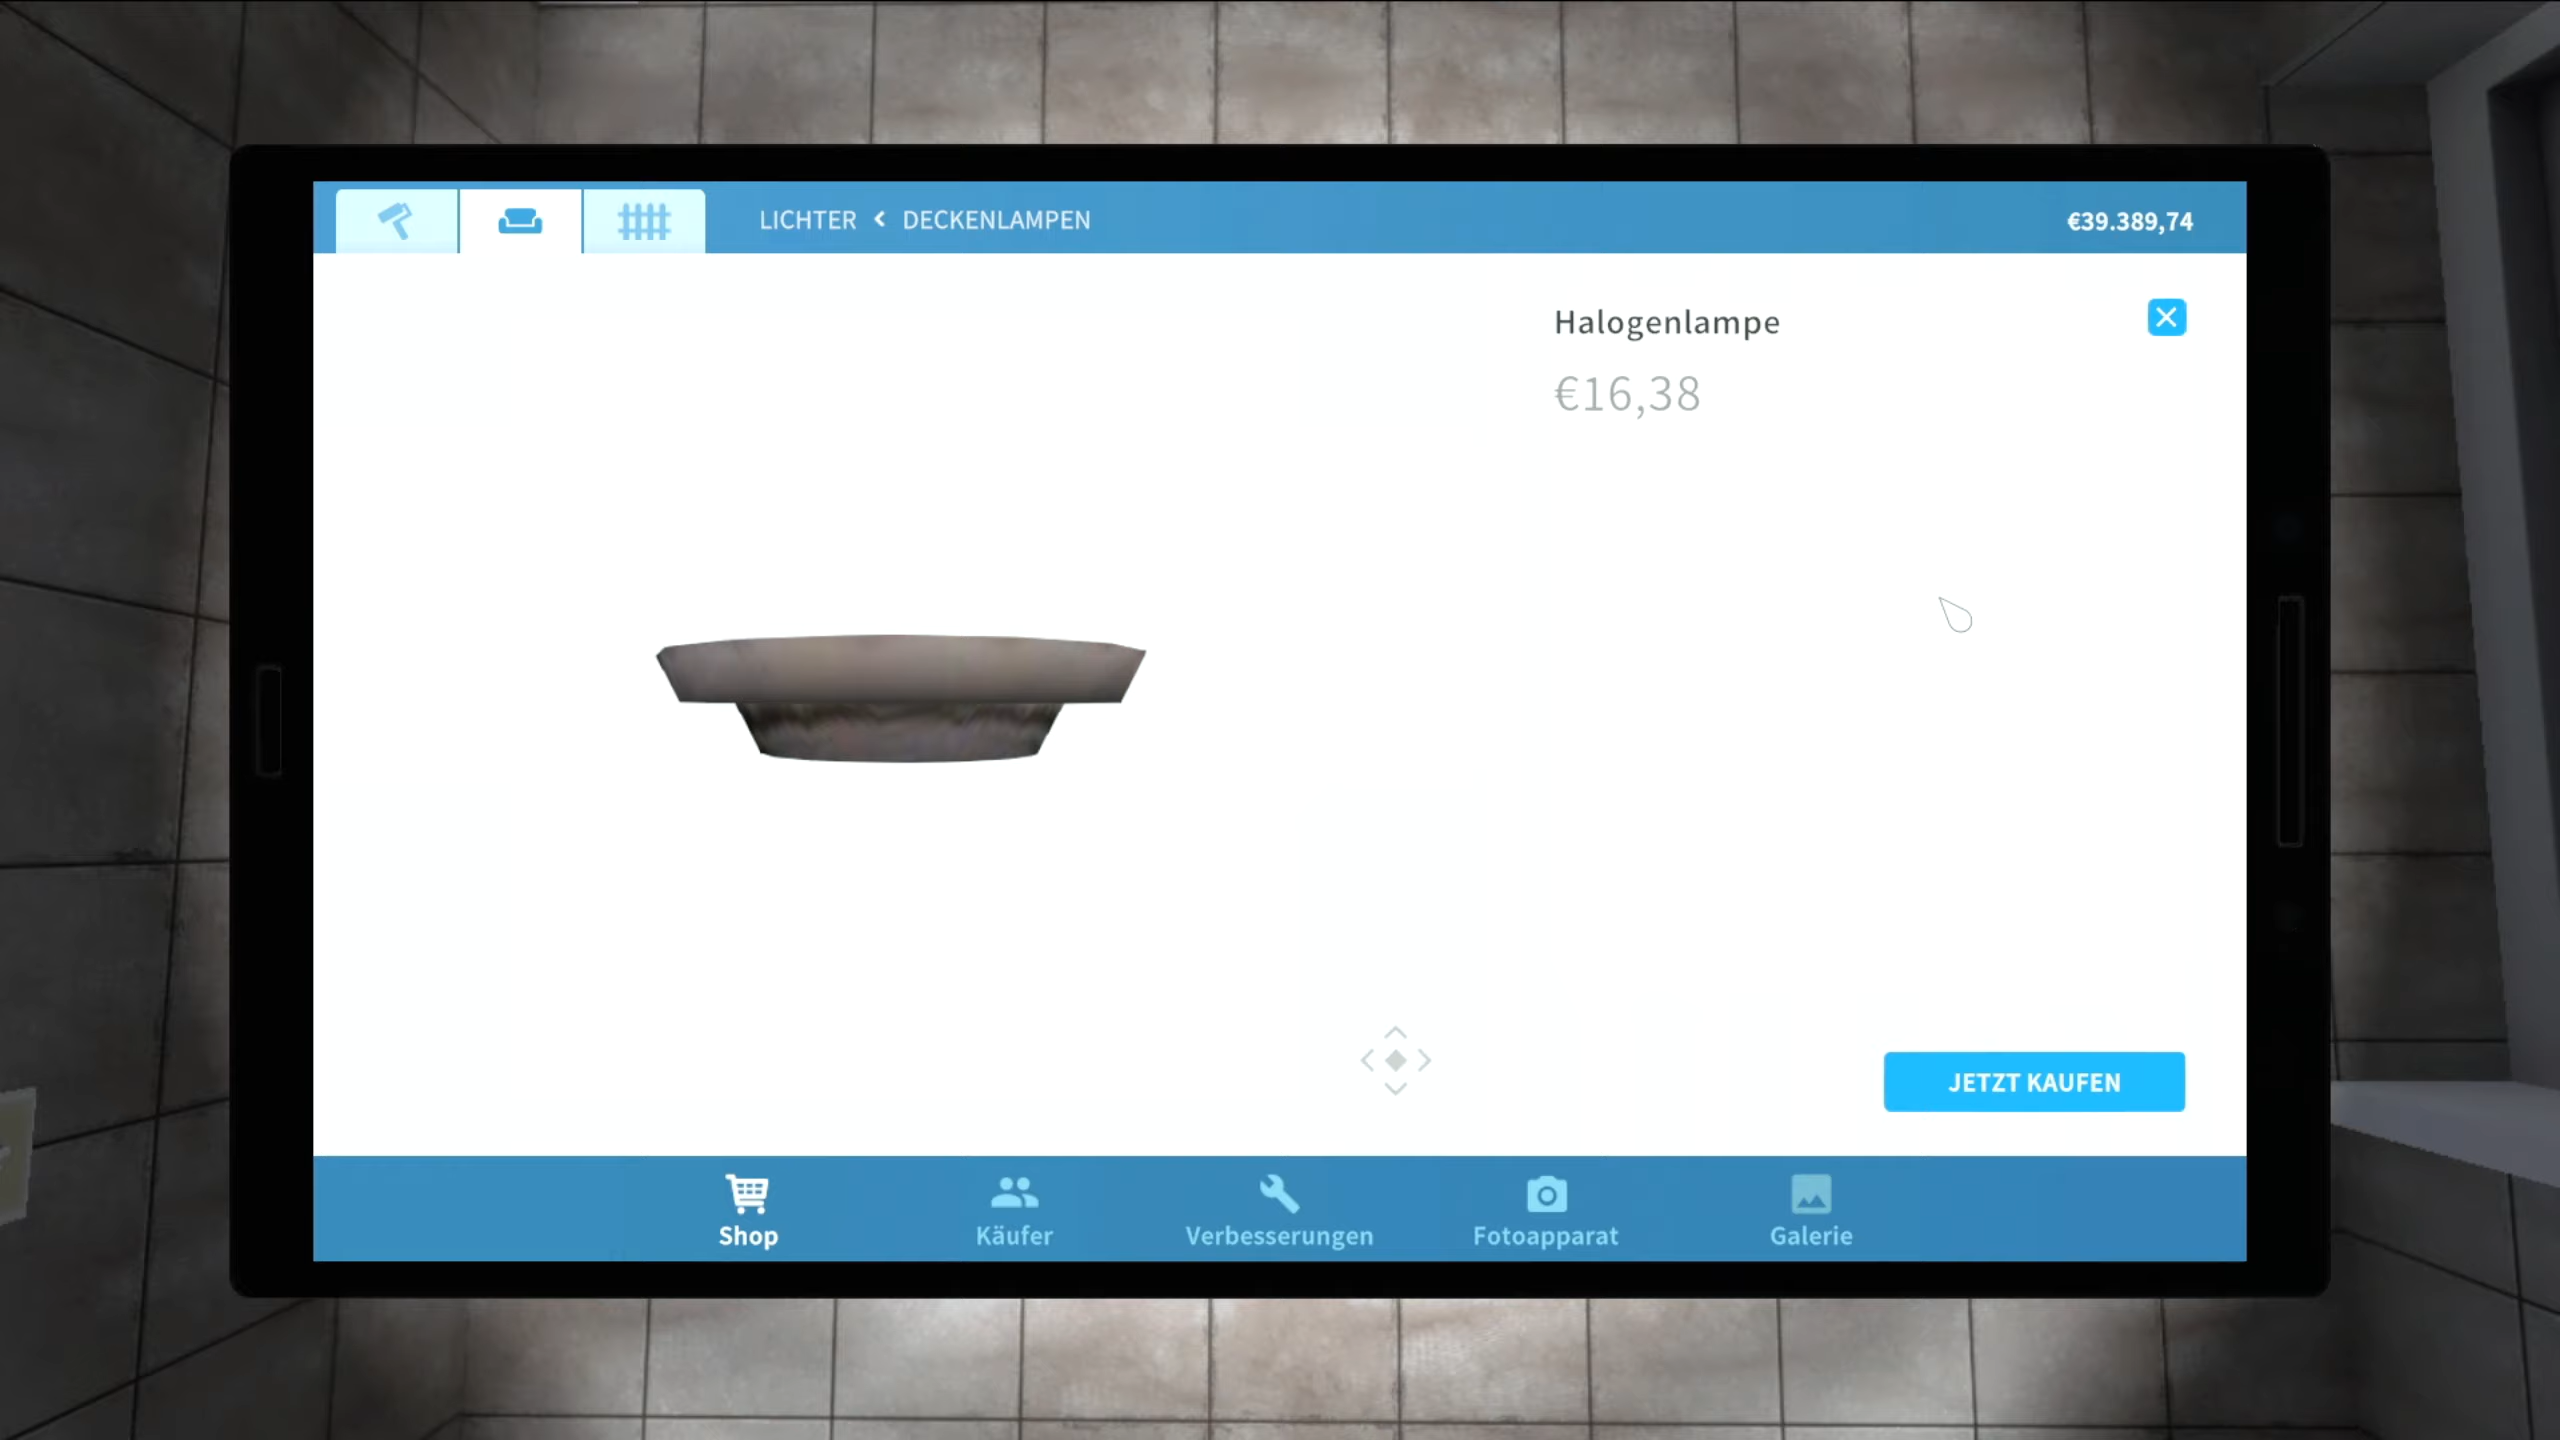 LICHTER < DECKENLAMPEN
€39.389,74
Halogenlampe
€16,38
JETZT KAUFEN
Shop
Käufer
Verbesserungen
Fotoapparat
Galerie